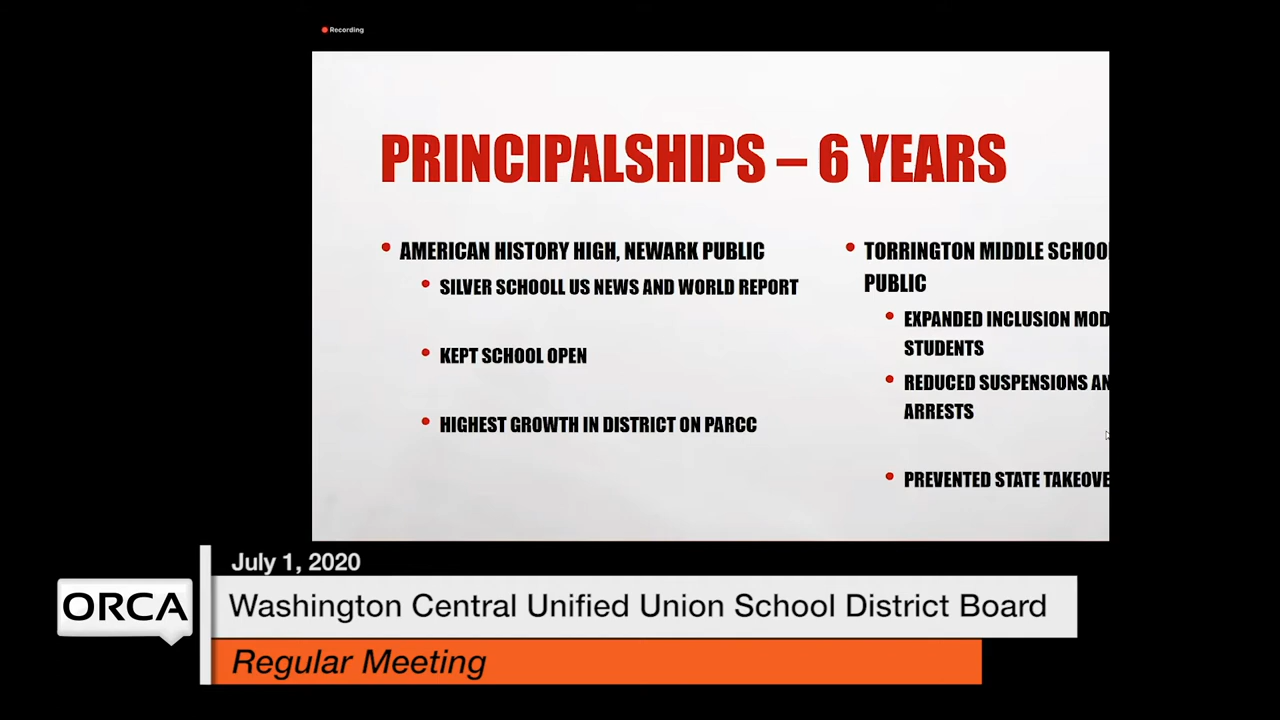 Recording
PRINCIPALSHIPS – 6 YEARS
• AMERICAN HISTORY HIGH, NEWARK PUBLIC
• SILVER SCHOOLL US NEWS AND WORLD REPORT
• KEPT SCHOOL OPEN
• HIGHEST GROWTH IN DISTRICT ON PARCC
• TORRINGTON MIDDLE SCHOO
PUBLIC
• EXPANDED INCLUSION MOD
STUDENTS
• REDUCED SUSPENSIONS AN
ARRESTS
• PREVENTED STATE TAKEOVE
July 1, 2020
ORCA
Washington Central Unified Union School District Board
Regular Meeting